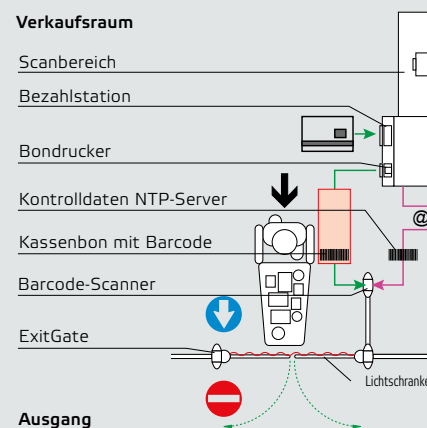 Verkaufsraum
Scanbereich
Bezahlstation
Bondrucker
Kontrolldaten NTP-Server
@
Kassenbon mit Barcode
Barcode-Scanner
ExitGate
Lichtschranke
Ausgang